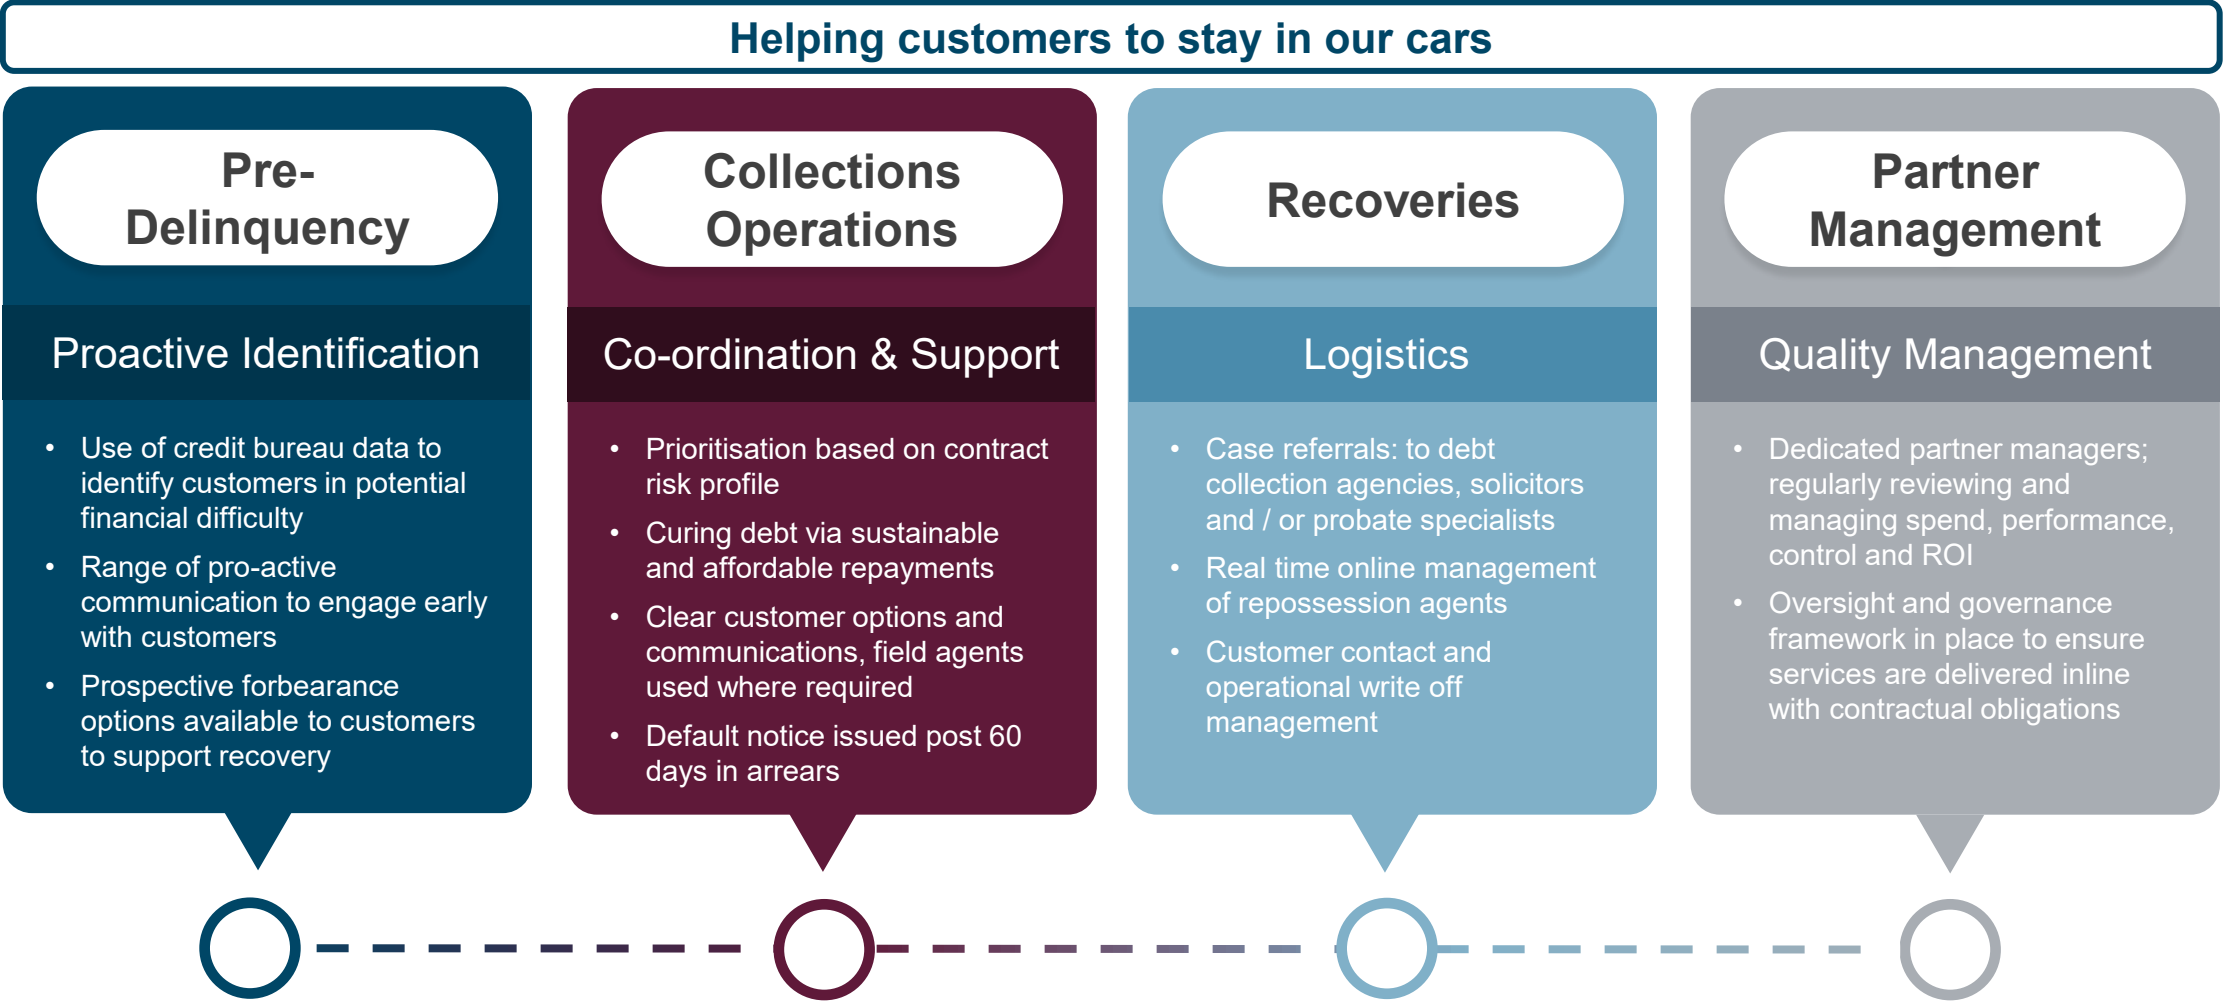 Helping customers to stay in our cars
Pre-
Delinquency
Proactive Identification
• Use of credit bureau data to
identify customers in potential
financial difficulty
• Range of pro-active
communication to engage early
with customers
• Prospective forbearance
options available to customers
to support recovery
Collections
Operations
Co-ordination & Support
• Prioritisation based on contract
risk profile
• Curing debt via sustainable
and affordable repayments
• Clear customer options and
communications, field agents
used where required
• Default notice issued post 60
days in arrears
Recoveries
Logistics
• Case referrals: to debt
collection agencies, solicitors
and / or probate specialists
• Real time online management
of repossession agents
• Customer contact and
operational write off
management
Partner
Management
Quality Management
• Dedicated partner managers;
regularly reviewing and
managing spend, performance,
control and ROI
• Oversight and governance
framework in place to ensure
services are delivered inline
with contractual obligations